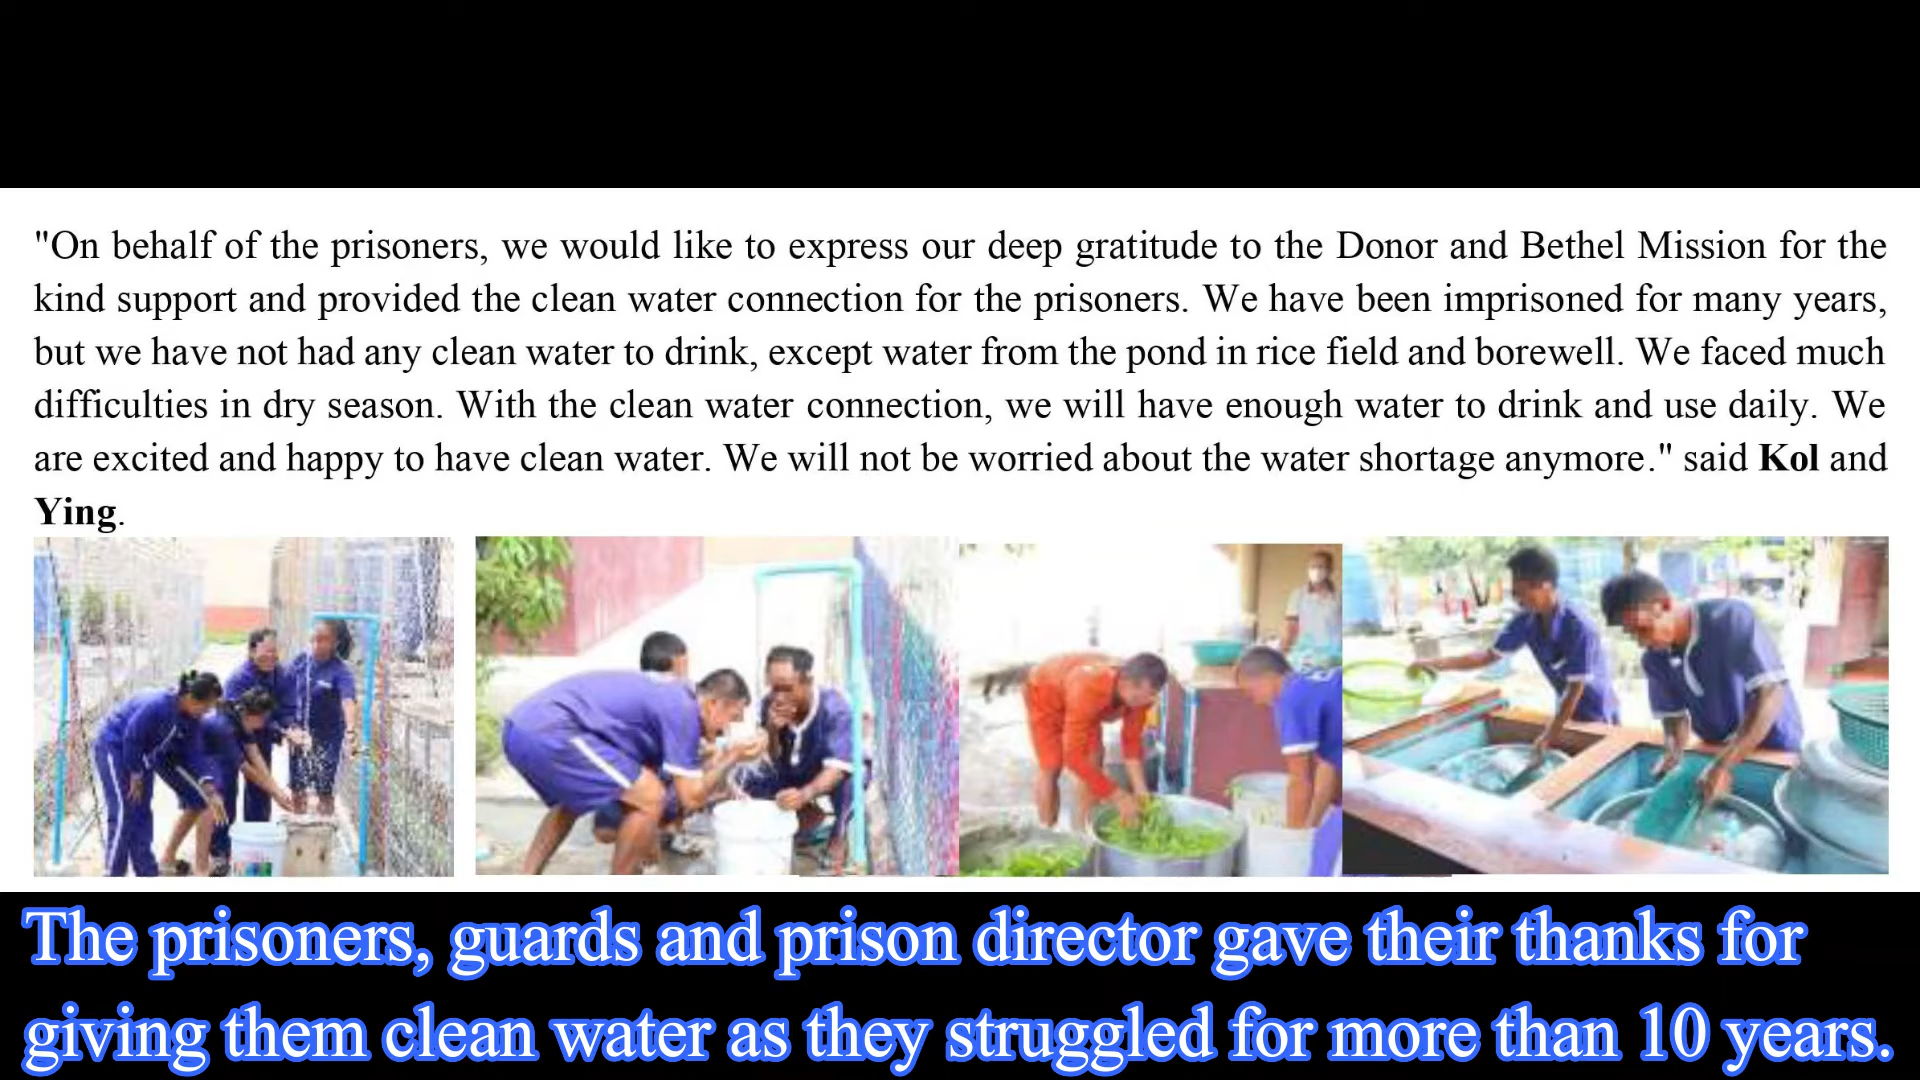 "On behalf of the prisoners, we would like to express our deep gratitude to the Donor and Bethel Mission for the
kind support and provided the clean water connection for the prisoners. We have been imprisoned for many years,
but we have not had any clean water to drink, except water from the pond in rice field and borewell. We faced much
difficulties in dry season. With the clean water connection, we will have enough water to drink and use daily. We
are excited and happy to have clean water. We will not be worried about the water shortage anymore." said Kol and
Ying.
The prisoners, guards and prison director gave their thanks for
giving them clean water as they struggled for more than 10 years.